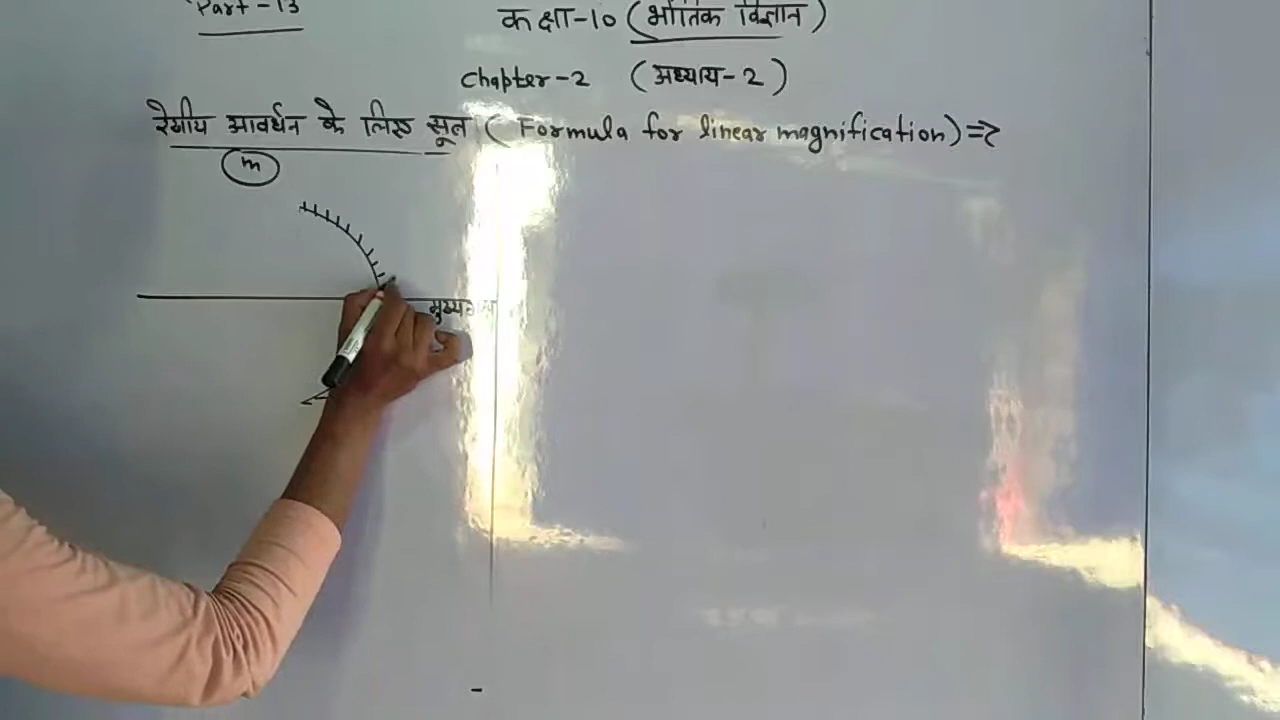 Part-13
कक्षा-10 (भौतिक विज्ञान)
Chapter-2 (अध्याय-2)
रेखीय आवर्धन के लिए सूत्र (Formula for linear magnification)=>
m